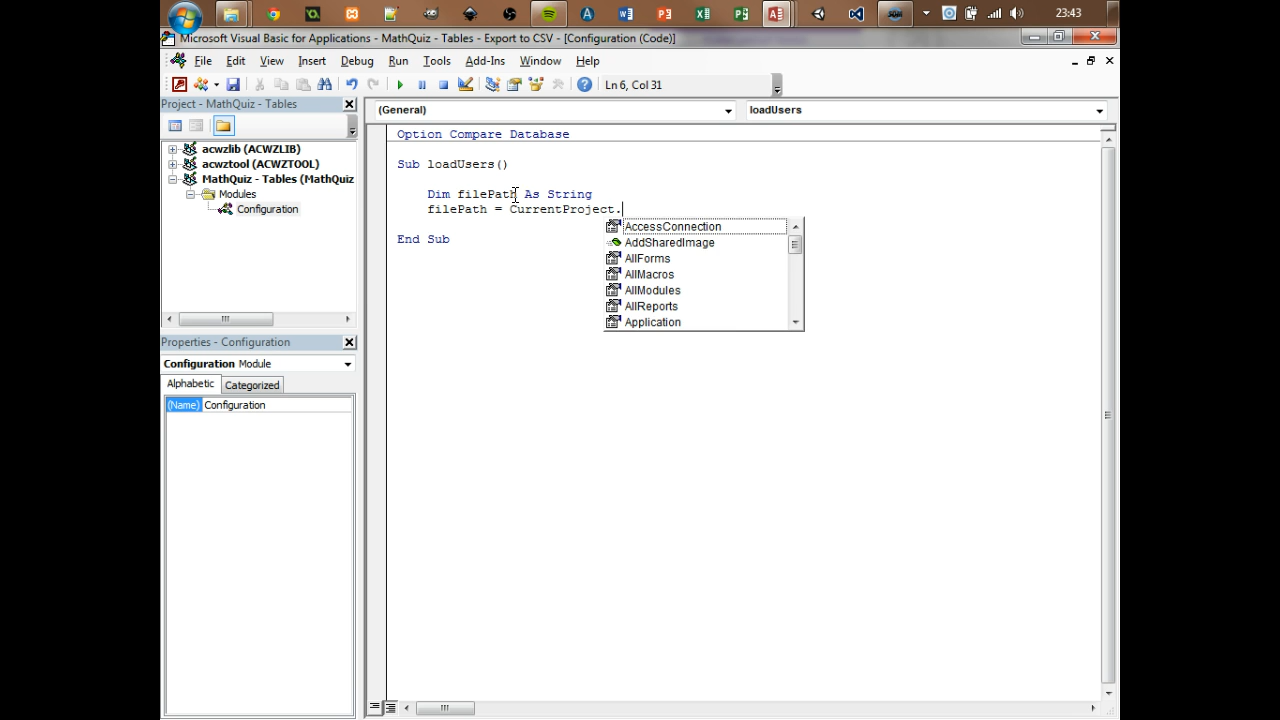 23:43
Microsoft Visual Basic for Applications - MathQuiz - Tables - Export to CSV - [Configuration (Code)]
File Edit View Insert Format Debug Run Tools Add-Ins Window Help
Ln 6, Col 31
Project - MathQuiz - Tables
acwzlib (ACWZLIB)
acwztool (ACWZTOOL)
MathQuiz - Tables (MathQuiz
Modules
Configuration
Properties - Configuration
Configuration Module
Alphabetic Categorized
(Name) Configuration
(General) loadUsers
Option Compare Database
Sub loadUsers()
Dim filePath As String
filePath = CurrentProject.
End Sub
AccessConnection
AddSharedImage
AllForms
AllMacros
AllModules
AllReports
Application